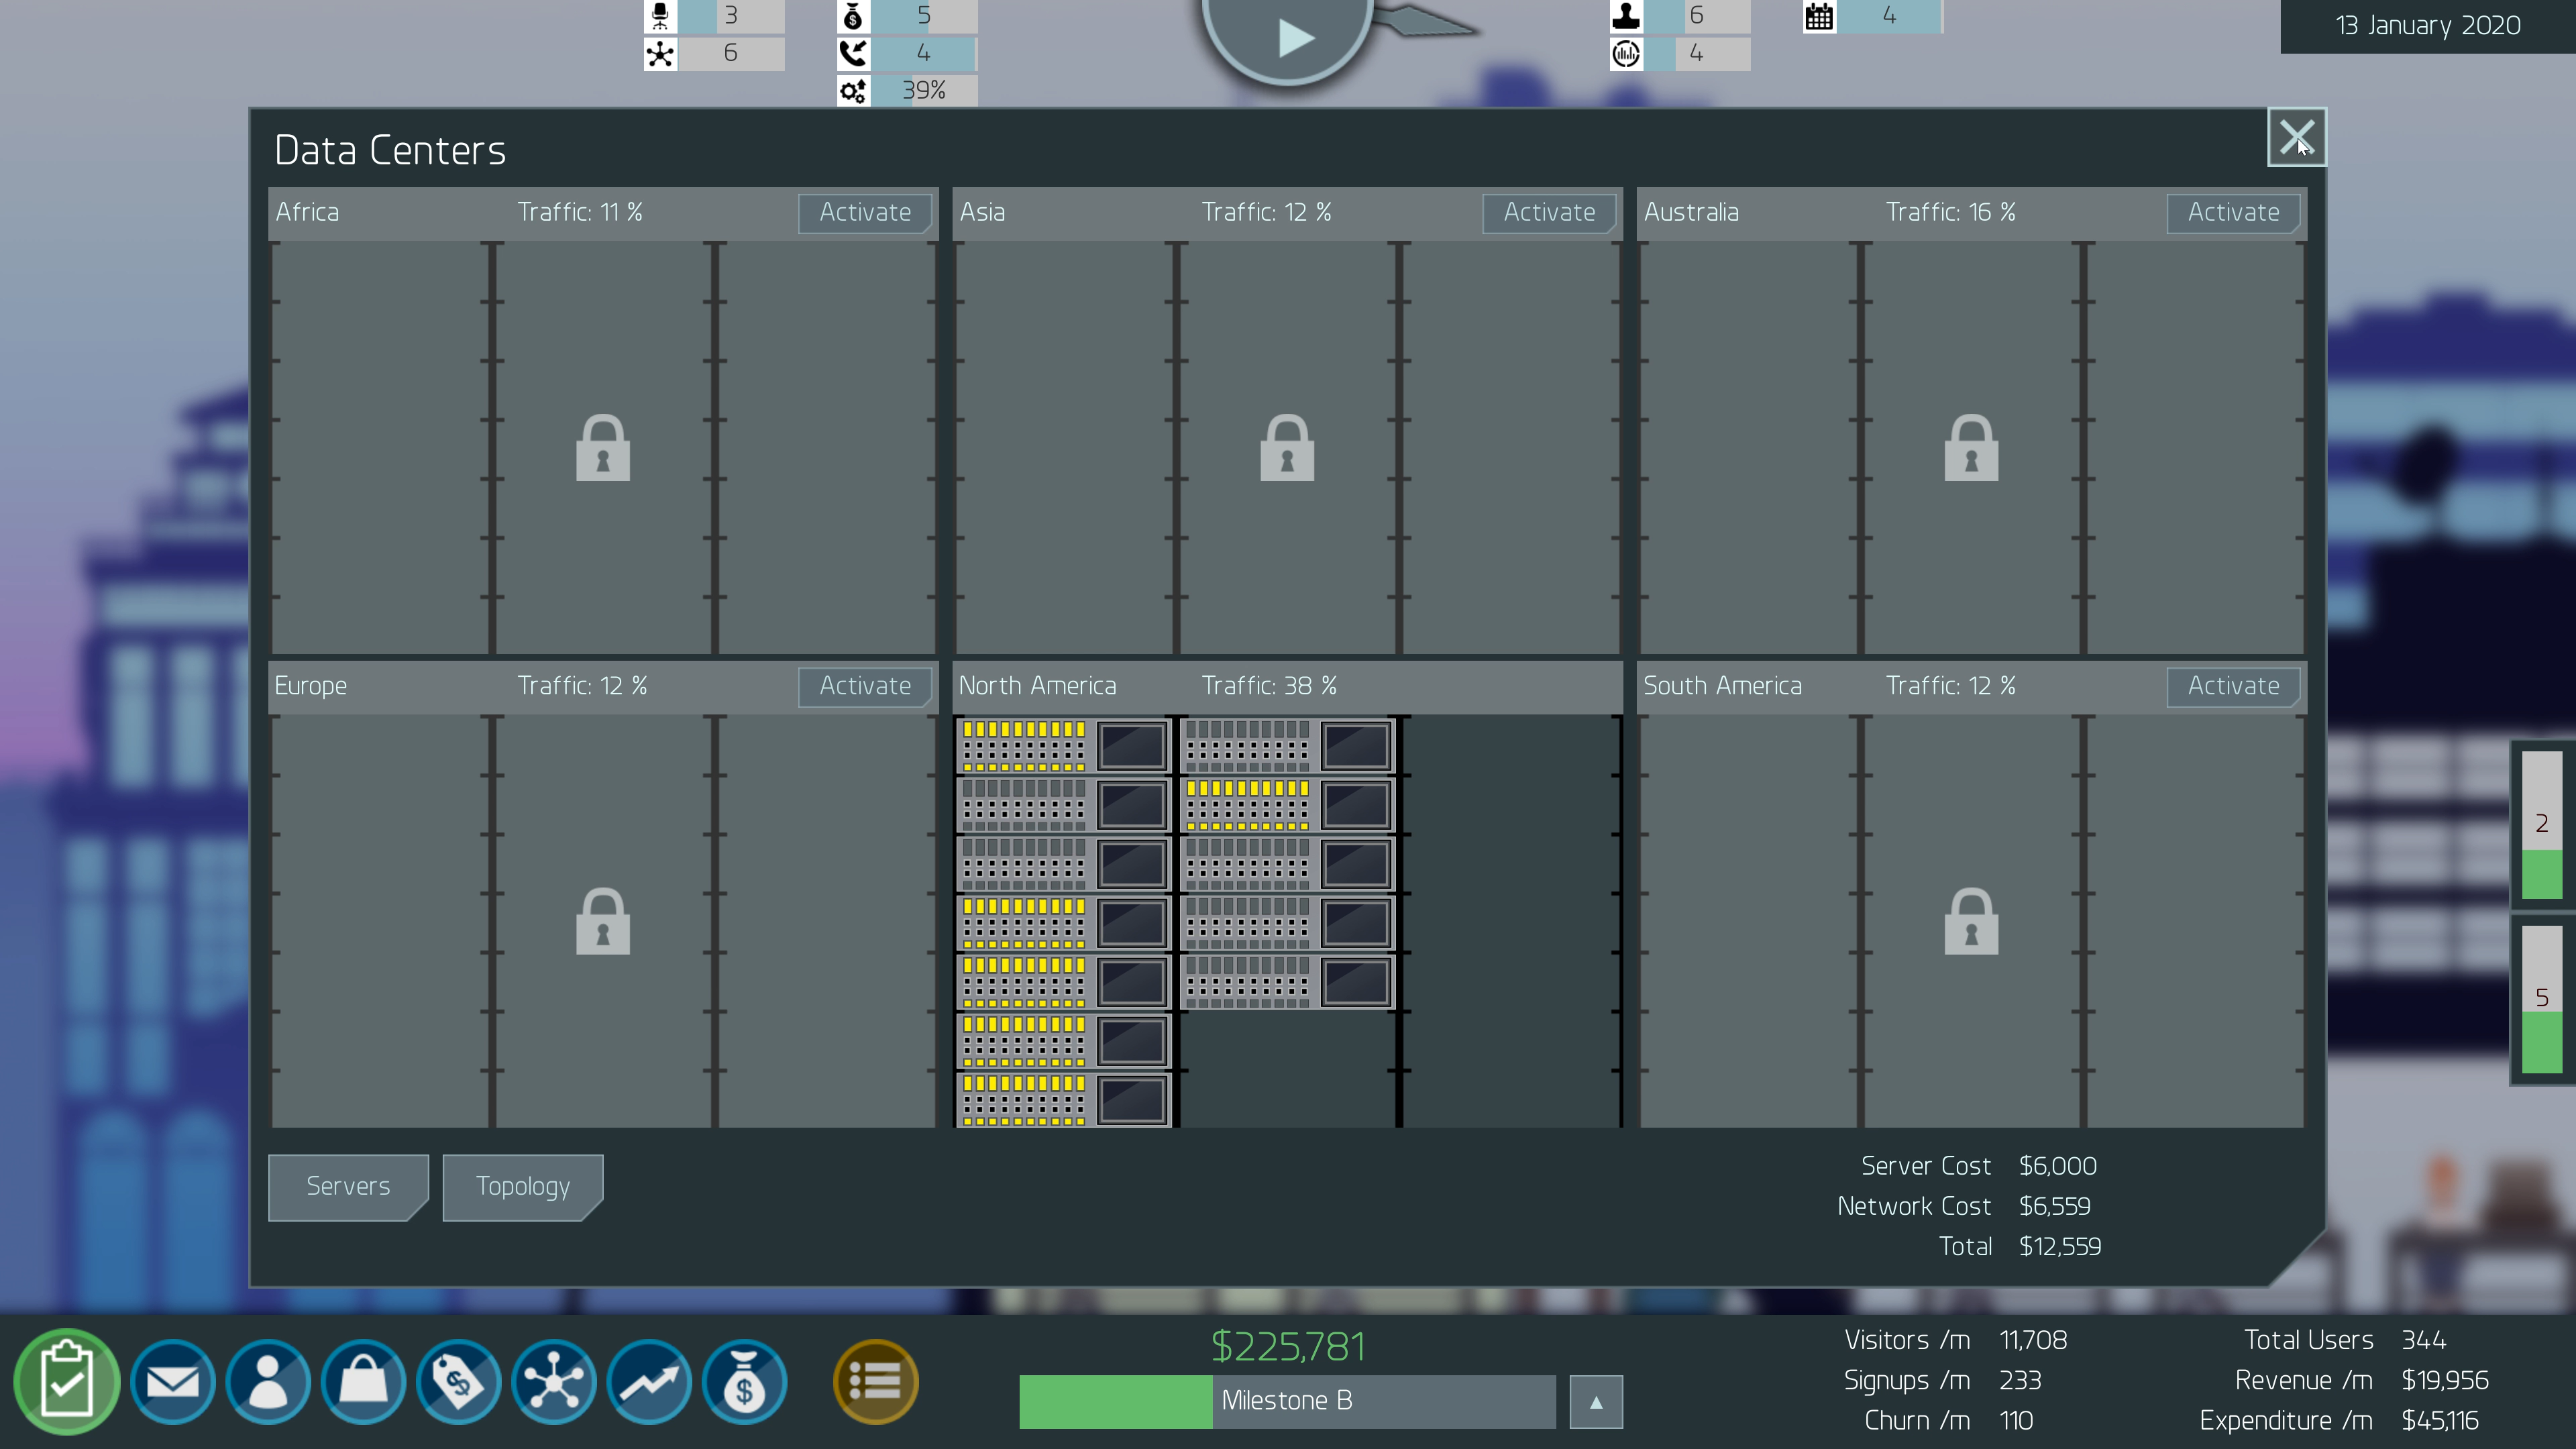 3
5
6
4
13 January 2020
6
4
4
39%
Data Centers
Africa Traffic: 11 % Activate
Asia Traffic: 12 % Activate
Australia Traffic: 16 % Activate
Europe Traffic: 12 % Activate
North America Traffic: 38 %
South America Traffic: 12 % Activate
2
5
Servers
Topology
Server Cost $6,000
Network Cost $6,559
Total $12,559
$225,781
Milestone B
Visitors /m 11,708
Signups /m 233
Churn /m 110
Total Users 344
Revenue /m $19,956
Expenditure /m $45,116